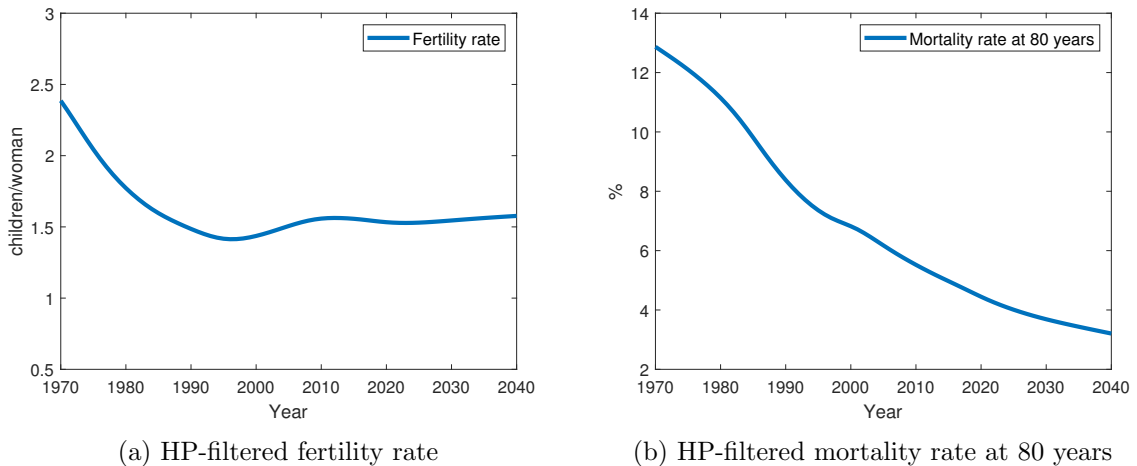 3
2.5
2
1.5
1
0.5
children/woman
Fertility rate
1970 1980 1990 2000 2010 2020 2030 2040
Year
(a) HP-filtered fertility rate
14
12
10
8
6
4
2
%
Mortality rate at 80 years
1970 1980 1990 2000 2010 2020 2030 2040
Year
(b) HP-filtered mortality rate at 80 years